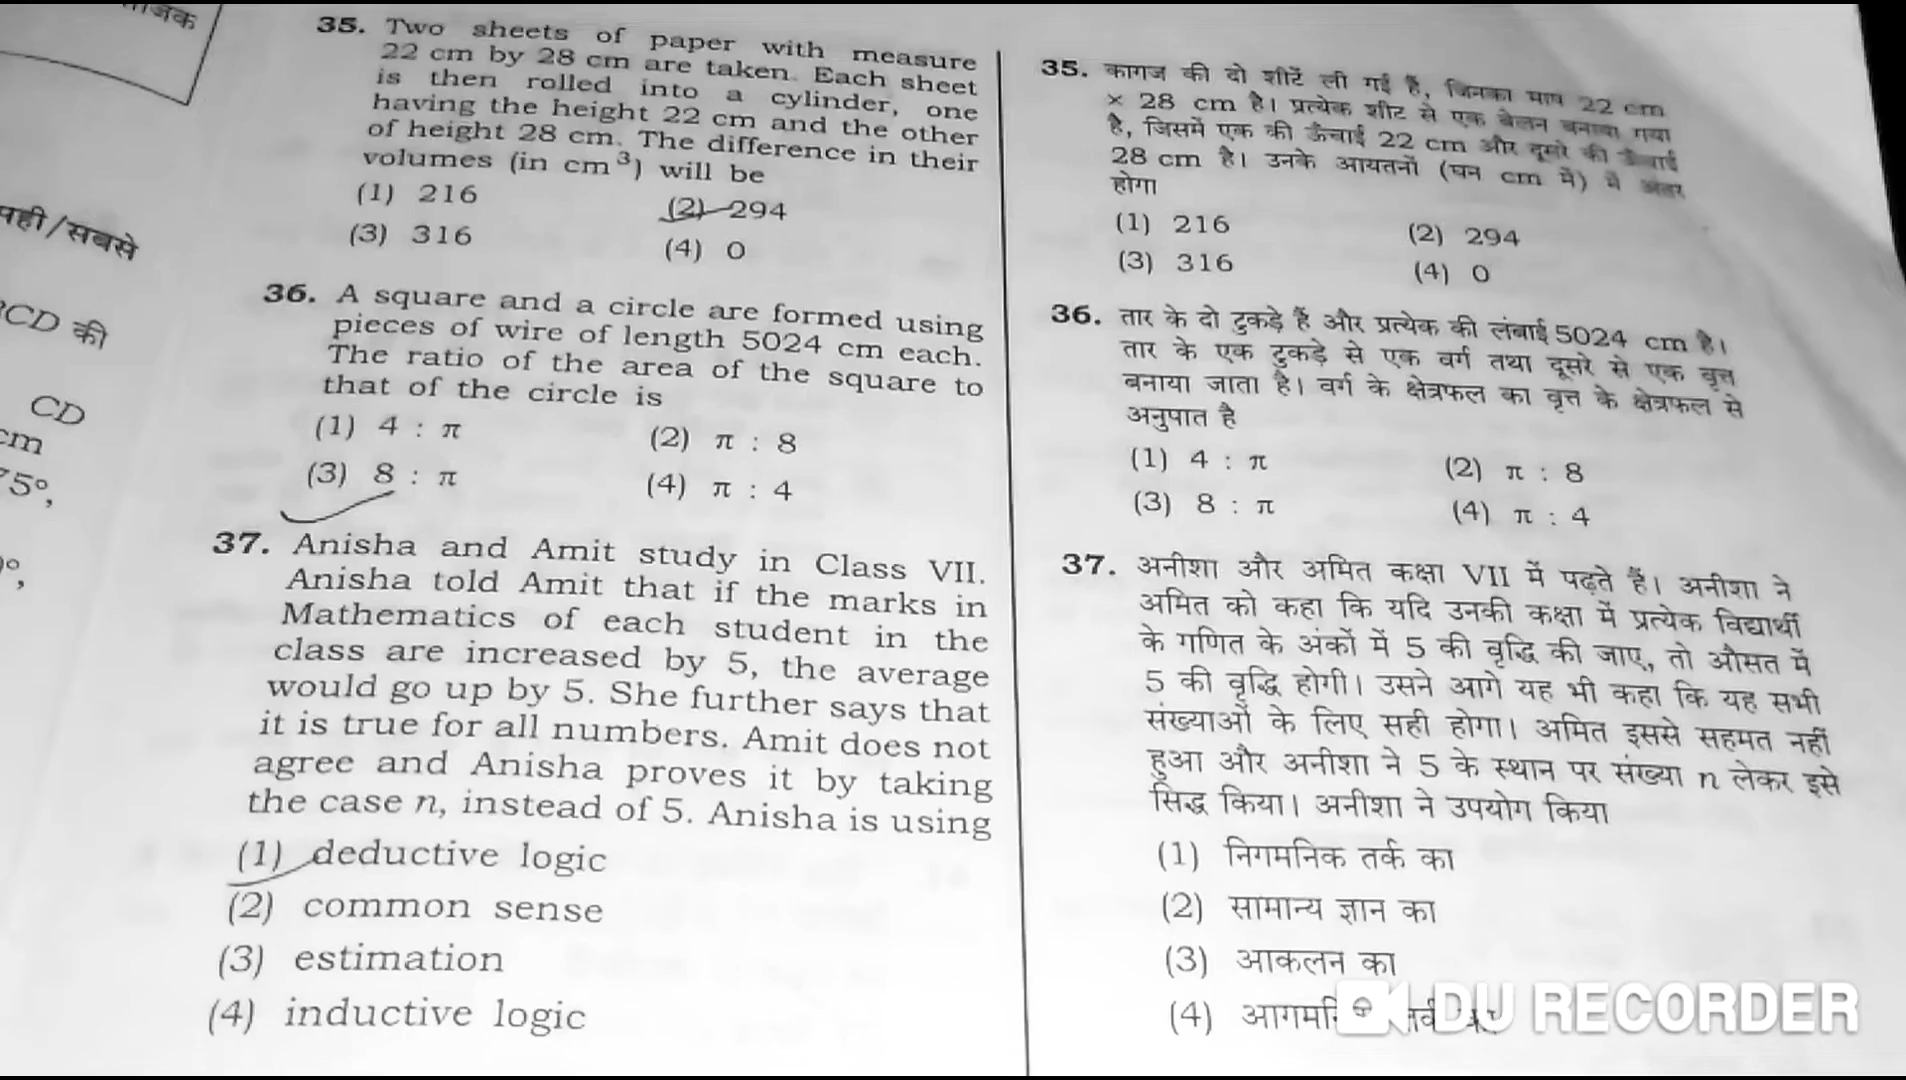 पही/सबसे
CD की
CD
cm
75°,
35. Two sheets of paper with measure
22 cm by 28 cm are taken. Each sheet
is then rolled into a cylinder, one
having the height 22 cm and the other
of height 28 cm. The difference in their
volumes (in cm³) will be
(1) 216 (2) 294
(3) 316 (4) 0
36. A square and a circle are formed using
pieces of wire of length 5024 cm each.
The ratio of the area of the square to
that of the circle is
(1) 4 : π (2) π : 8
(3) 8 : π (4) π : 4
37. Anisha and Amit study in Class VII.
Anisha told Amit that if the marks in
Mathematics of each student in the
class are increased by 5, the average
would go up by 5. She further says that
it is true for all numbers. Amit does not
agree and Anisha proves it by taking
the case n, instead of 5. Anisha is using
(1) deductive logic
(2) common sense
(3) estimation
(4) inductive logic
35. कागज की दो शीटें ली गई हैं, जिनका माप 22 cm
× 28 cm है। प्रत्येक शीट से एक बेलन बनाया गया
है, जिसमें एक की ऊँचाई 22 cm और दूसरे की ऊँचाई
28 cm है। उनके आयतनों (घन cm में) में अंतर
होगा
(1) 216 (2) 294
(3) 316 (4) 0
36. तार के दो टुकड़े हैं और प्रत्येक की लंबाई 5024 cm है।
तार के एक टुकड़े से एक वर्ग तथा दूसरे से एक वृत्त
बनाया जाता है। वर्ग के क्षेत्रफल का वृत्त के क्षेत्रफल से
अनुपात है
(1) 4 : π (2) π : 8
(3) 8 : π (4) π : 4
37. अनीशा और अमित कक्षा VII में पढ़ते हैं। अनीशा ने
अमित को कहा कि यदि उनकी कक्षा में प्रत्येक विद्यार्थी
के गणित के अंकों में 5 की वृद्धि की जाए, तो औसत में
5 की वृद्धि होगी। उसने आगे यह भी कहा कि यह सभी
संख्याओं के लिए सही होगा। अमित इससे सहमत नहीं
हुआ और अनीशा ने 5 के स्थान पर संख्या n लेकर इसे
सिद्ध किया। अनीशा ने उपयोग किया
(1) निगमनिक तर्क का
(2) सामान्य ज्ञान का
(3) आकलन का
(4)
DU RECORDER